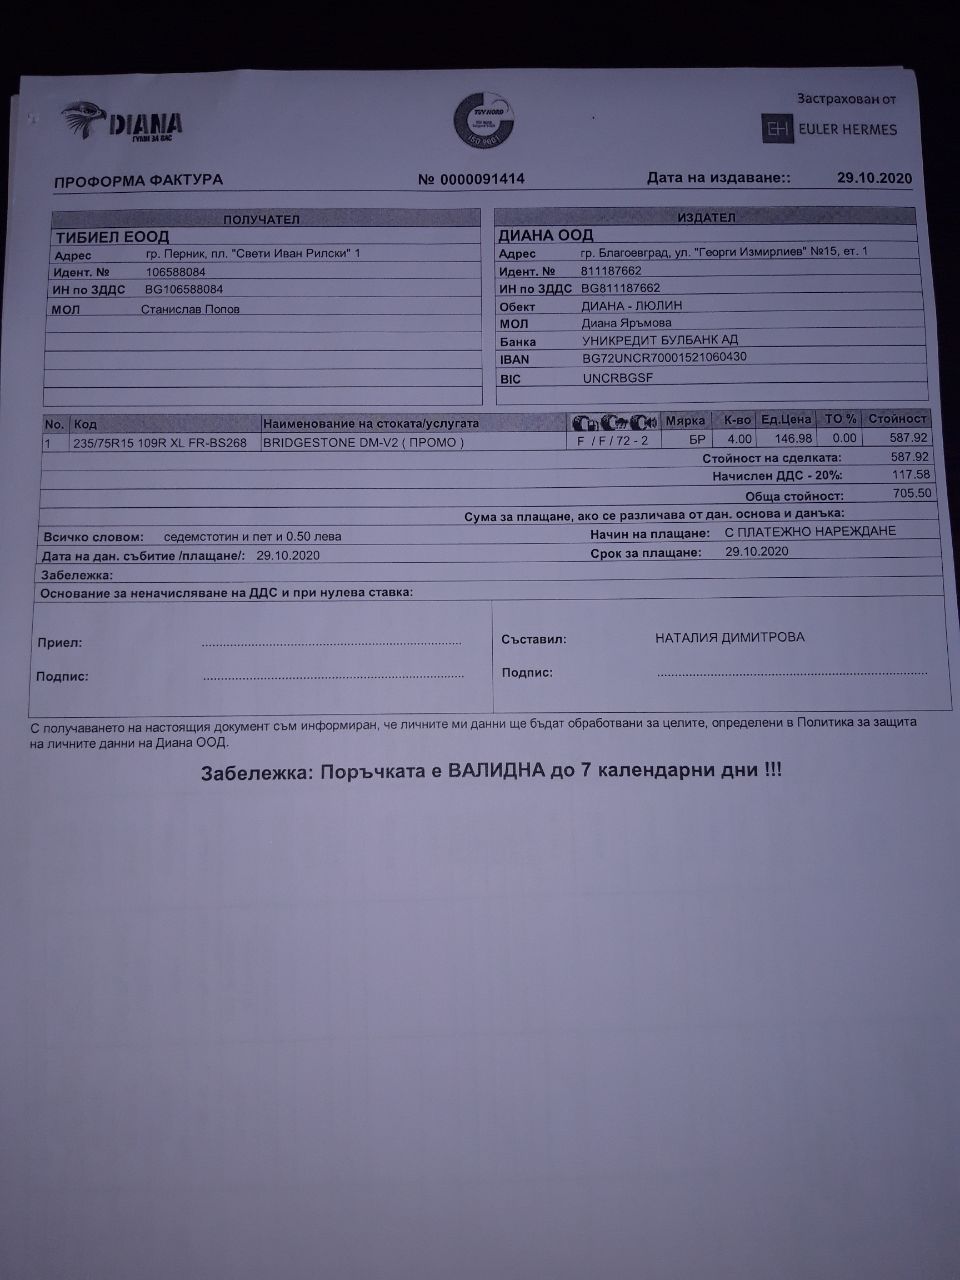 DIANA
ГУМИ ЗА ВАС
TUV NORD
ISO 9001
Застрахован от
EH EULER HERMES
ПРОФОРМА ФАКТУРА № 0000091414 Дата на издаване:: 29.10.2020
ПОЛУЧАТЕЛ
ТИБИЕЛ ЕООД
Адрес гр. Перник, пл. "Свети Иван Рилски" 1
Идент. № 106588084
ИН по ЗДДС BG106588084
МОЛ Станислав Попов
ИЗДАТЕЛ
ДИАНА ООД
Адрес гр. Благоевград, ул. "Георги Измирлиев" №15, ет. 1
Идент. № 811187662
ИН по ЗДДС BG811187662
Обект ДИАНА - ЛЮЛИН
МОЛ Диана Яръмова
Банка УНИКРЕДИТ БУЛБАНК АД
IBAN BG72UNCR70001521060430
BIC UNCRBGSF
No. Код Наименование на стоката/услугата Мярка К-во Ед.Цена ТО % Стойност
1 235/75R15 109R XL FR-BS268 BRIDGESTONE DM-V2 ( ПРОМО ) F / F / 72 - 2 БР 4.00 146.98 0.00 587.92
Стойност на сделката: 587.92
Начислен ДДС - 20%: 117.58
Обща стойност: 705.50
Сума за плащане, ако се различава от дан. основа и данъка:
Всичко словом: седемстотин и пет и 0.50 лева Начин на плащане: С ПЛАТЕЖНО НАРЕЖДАНЕ
Дата на дан. събитие /плащане/: 29.10.2020 Срок за плащане: 29.10.2020
Забележка:
Основание за неначисляване на ДДС и при нулева ставка:
Приел: Съставил: НАТАЛИЯ ДИМИТРОВА
Подпис: Подпис:
С получаването на настоящия документ съм информиран, че личните ми данни ще бъдат обработвани за целите, определени в Политика за защита
на личните данни на Диана ООД.
Забележка: Поръчката е ВАЛИДНА до 7 календарни дни !!!